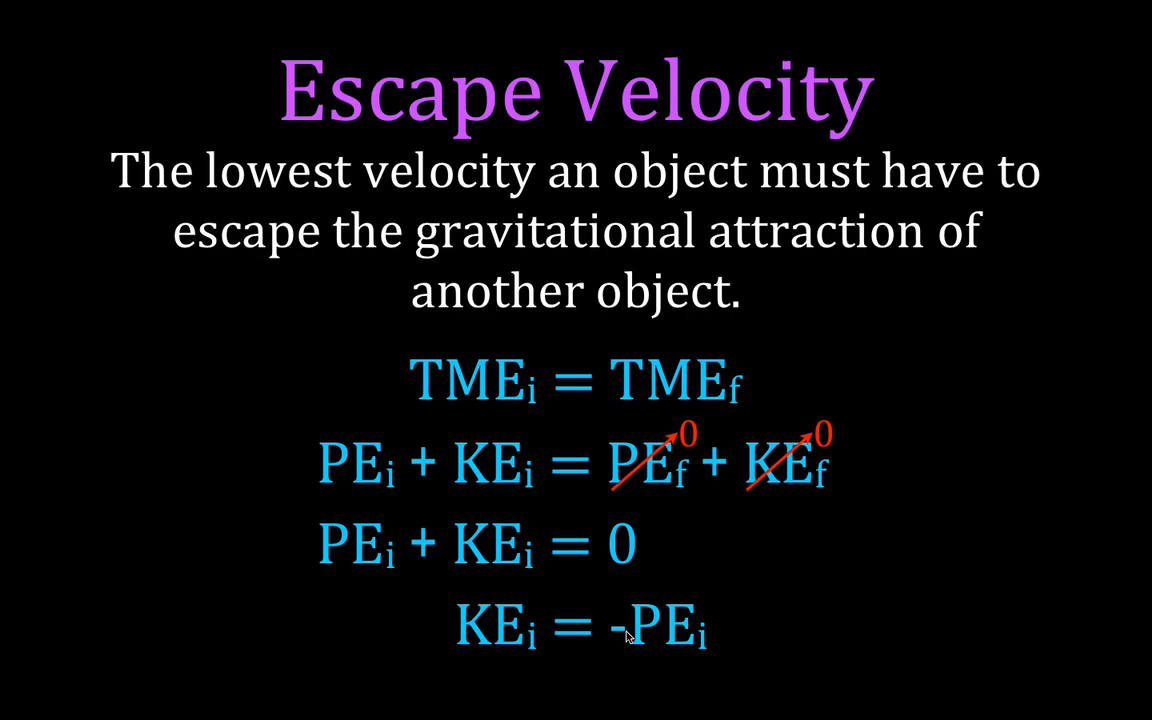 Escape Velocity
The lowest velocity an object must have to
escape the gravitational attraction of
another object.
TMEᵢ = TME_f
0 0
PEᵢ + KEᵢ = PE_f + KE_f
PEᵢ + KEᵢ = 0
KEᵢ = -PEᵢ